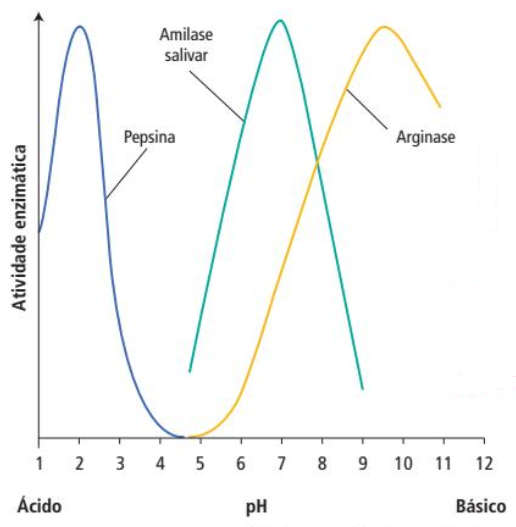 Amilase
salivar
Pepsina
Arginase
Atividade enzimática
1 2 3 4 5 6 7 8 9 10 11 12
Ácido pH Básico